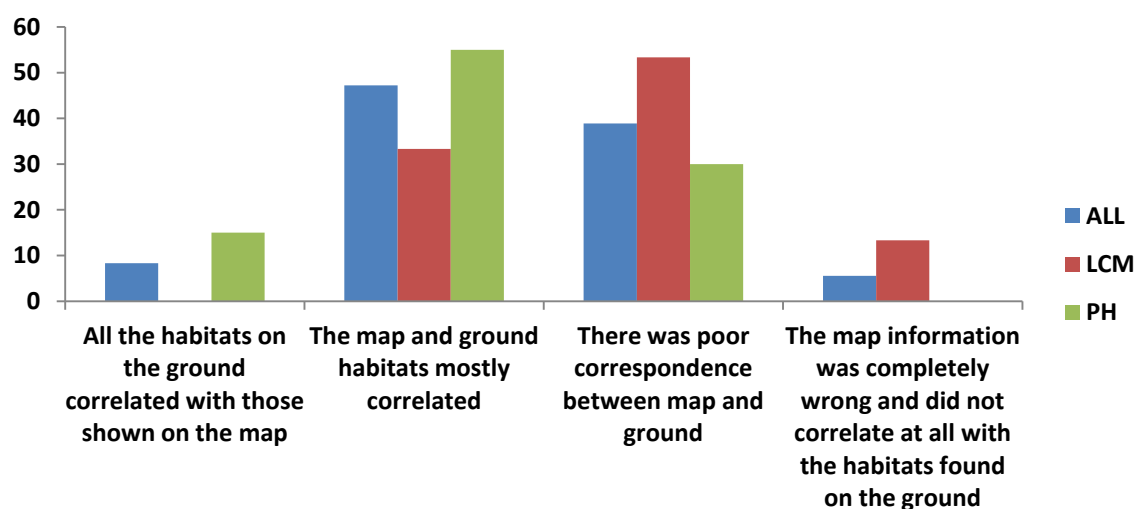 60
50
40
30
20
10
0
All the habitats on
the ground
correlated with those
shown on the map
The map and ground
habitats mostly
correlated
There was poor
correspondence
between map and
ground
The map information
was completely
wrong and did not
correlate at all with
the habitats found
on the ground
ALL
LCM
PH